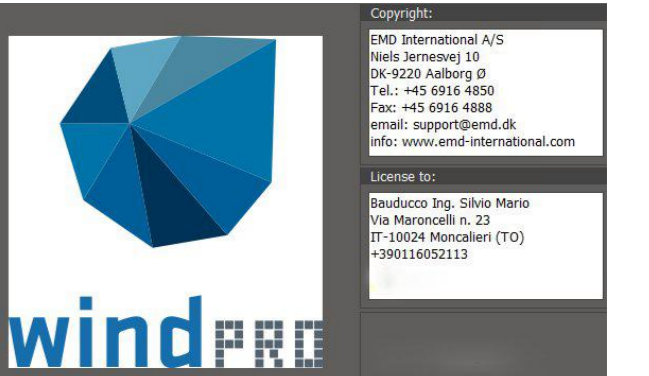 Copyright:
EMD International A/S
Niels Jernesvej 10
DK-9220 Aalborg Ø
Tel.: +45 6916 4850
Fax: +45 6916 4888
email: support@emd.dk
info: www.emd-international.com
License to:
Bauducco Ing. Silvio Mario
Via Maroncelli n. 23
IT-10024 Moncalieri (TO)
+390116052113
windPRO